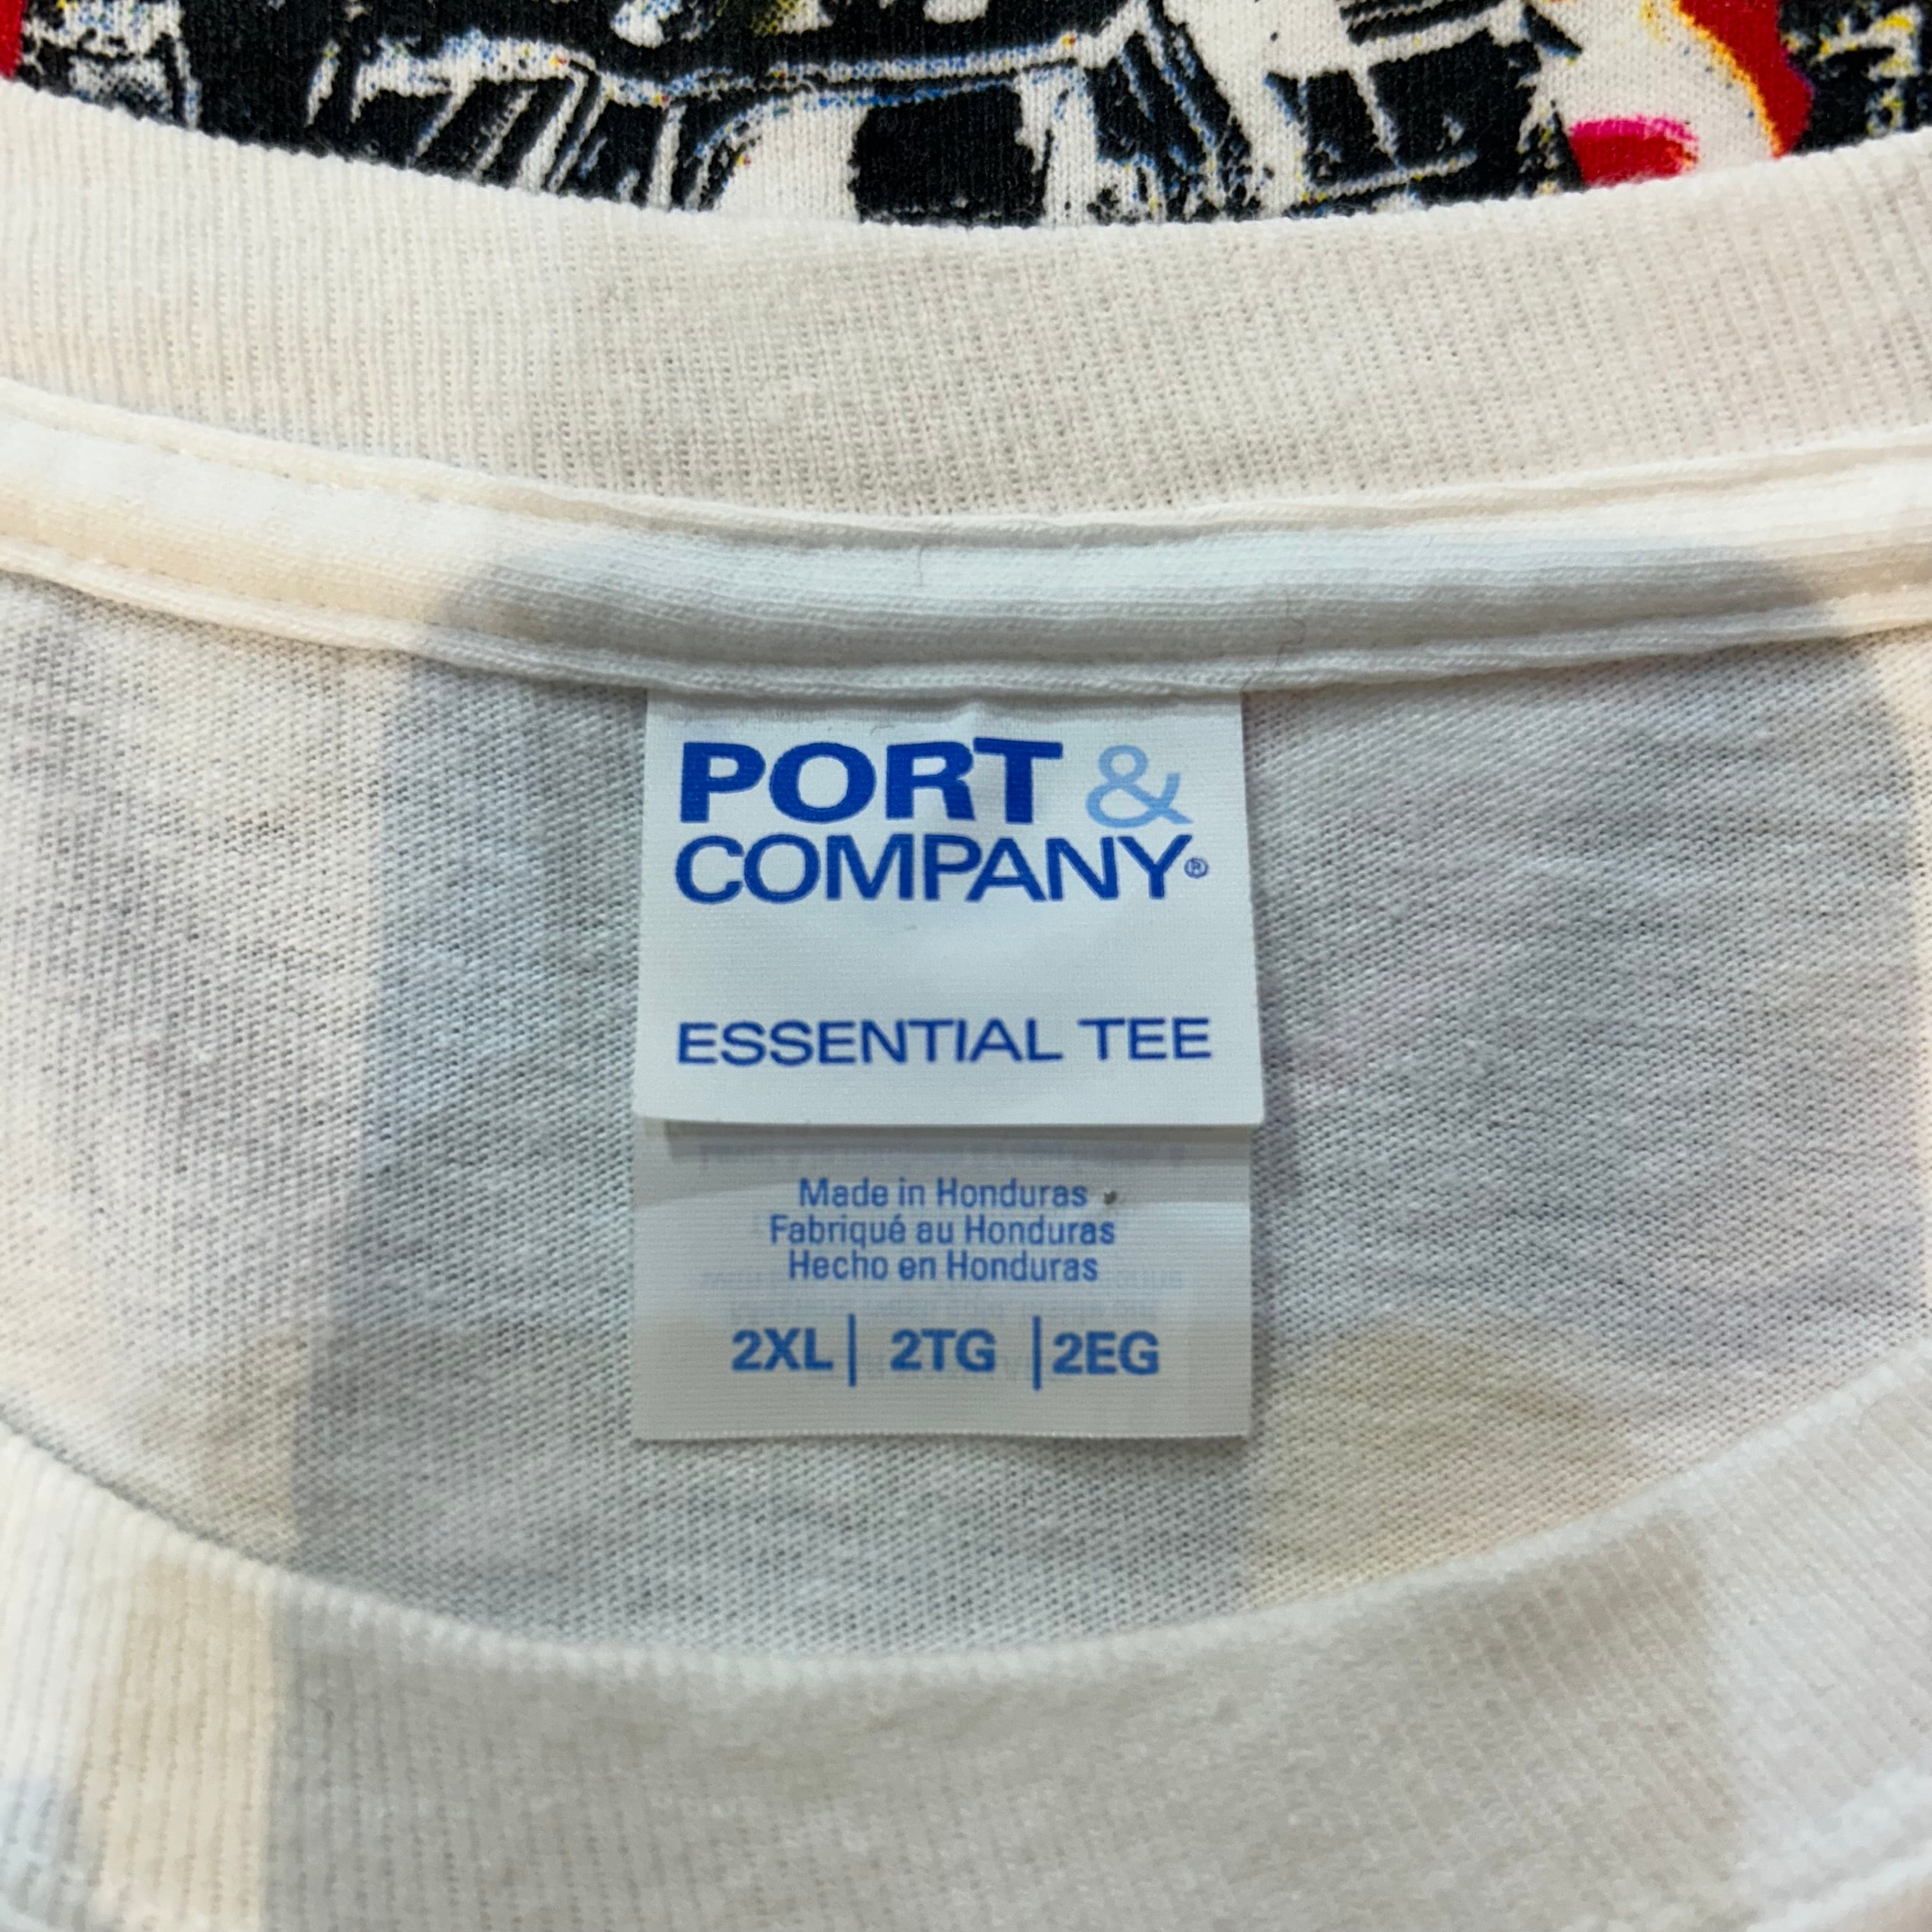 PORT &
COMPANY®
ESSENTIAL TEE
Made in Honduras
Fabriqué au Honduras
Hecho en Honduras
2XL | 2TG | 2EG